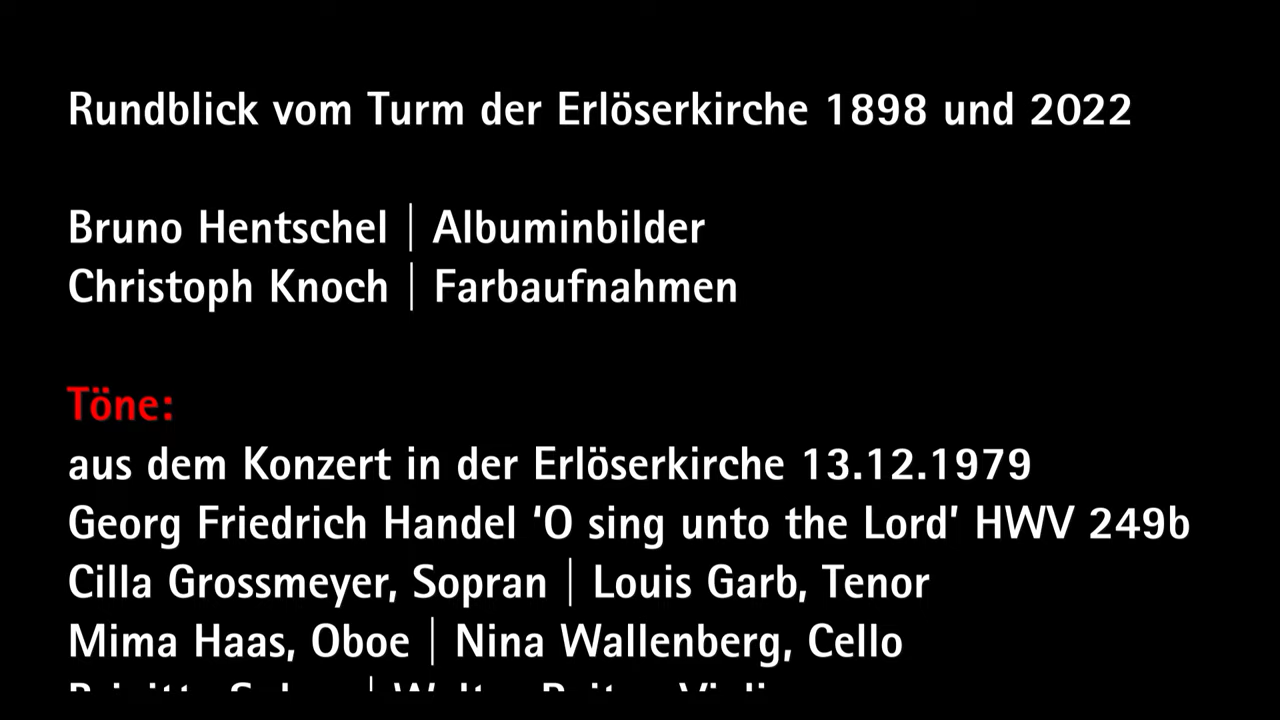 Rundblick vom Turm der Erlöserkirche 1898 und 2022
Bruno Hentschel | Albuminbilder
Christoph Knoch | Farbaufnahmen
Töne:
aus dem Konzert in der Erlöserkirche 13.12.1979
Georg Friedrich Handel ‘O sing unto the Lord’ HWV 249b
Cilla Grossmeyer, Sopran | Louis Garb, Tenor
Mima Haas, Oboe | Nina Wallenberg, Cello